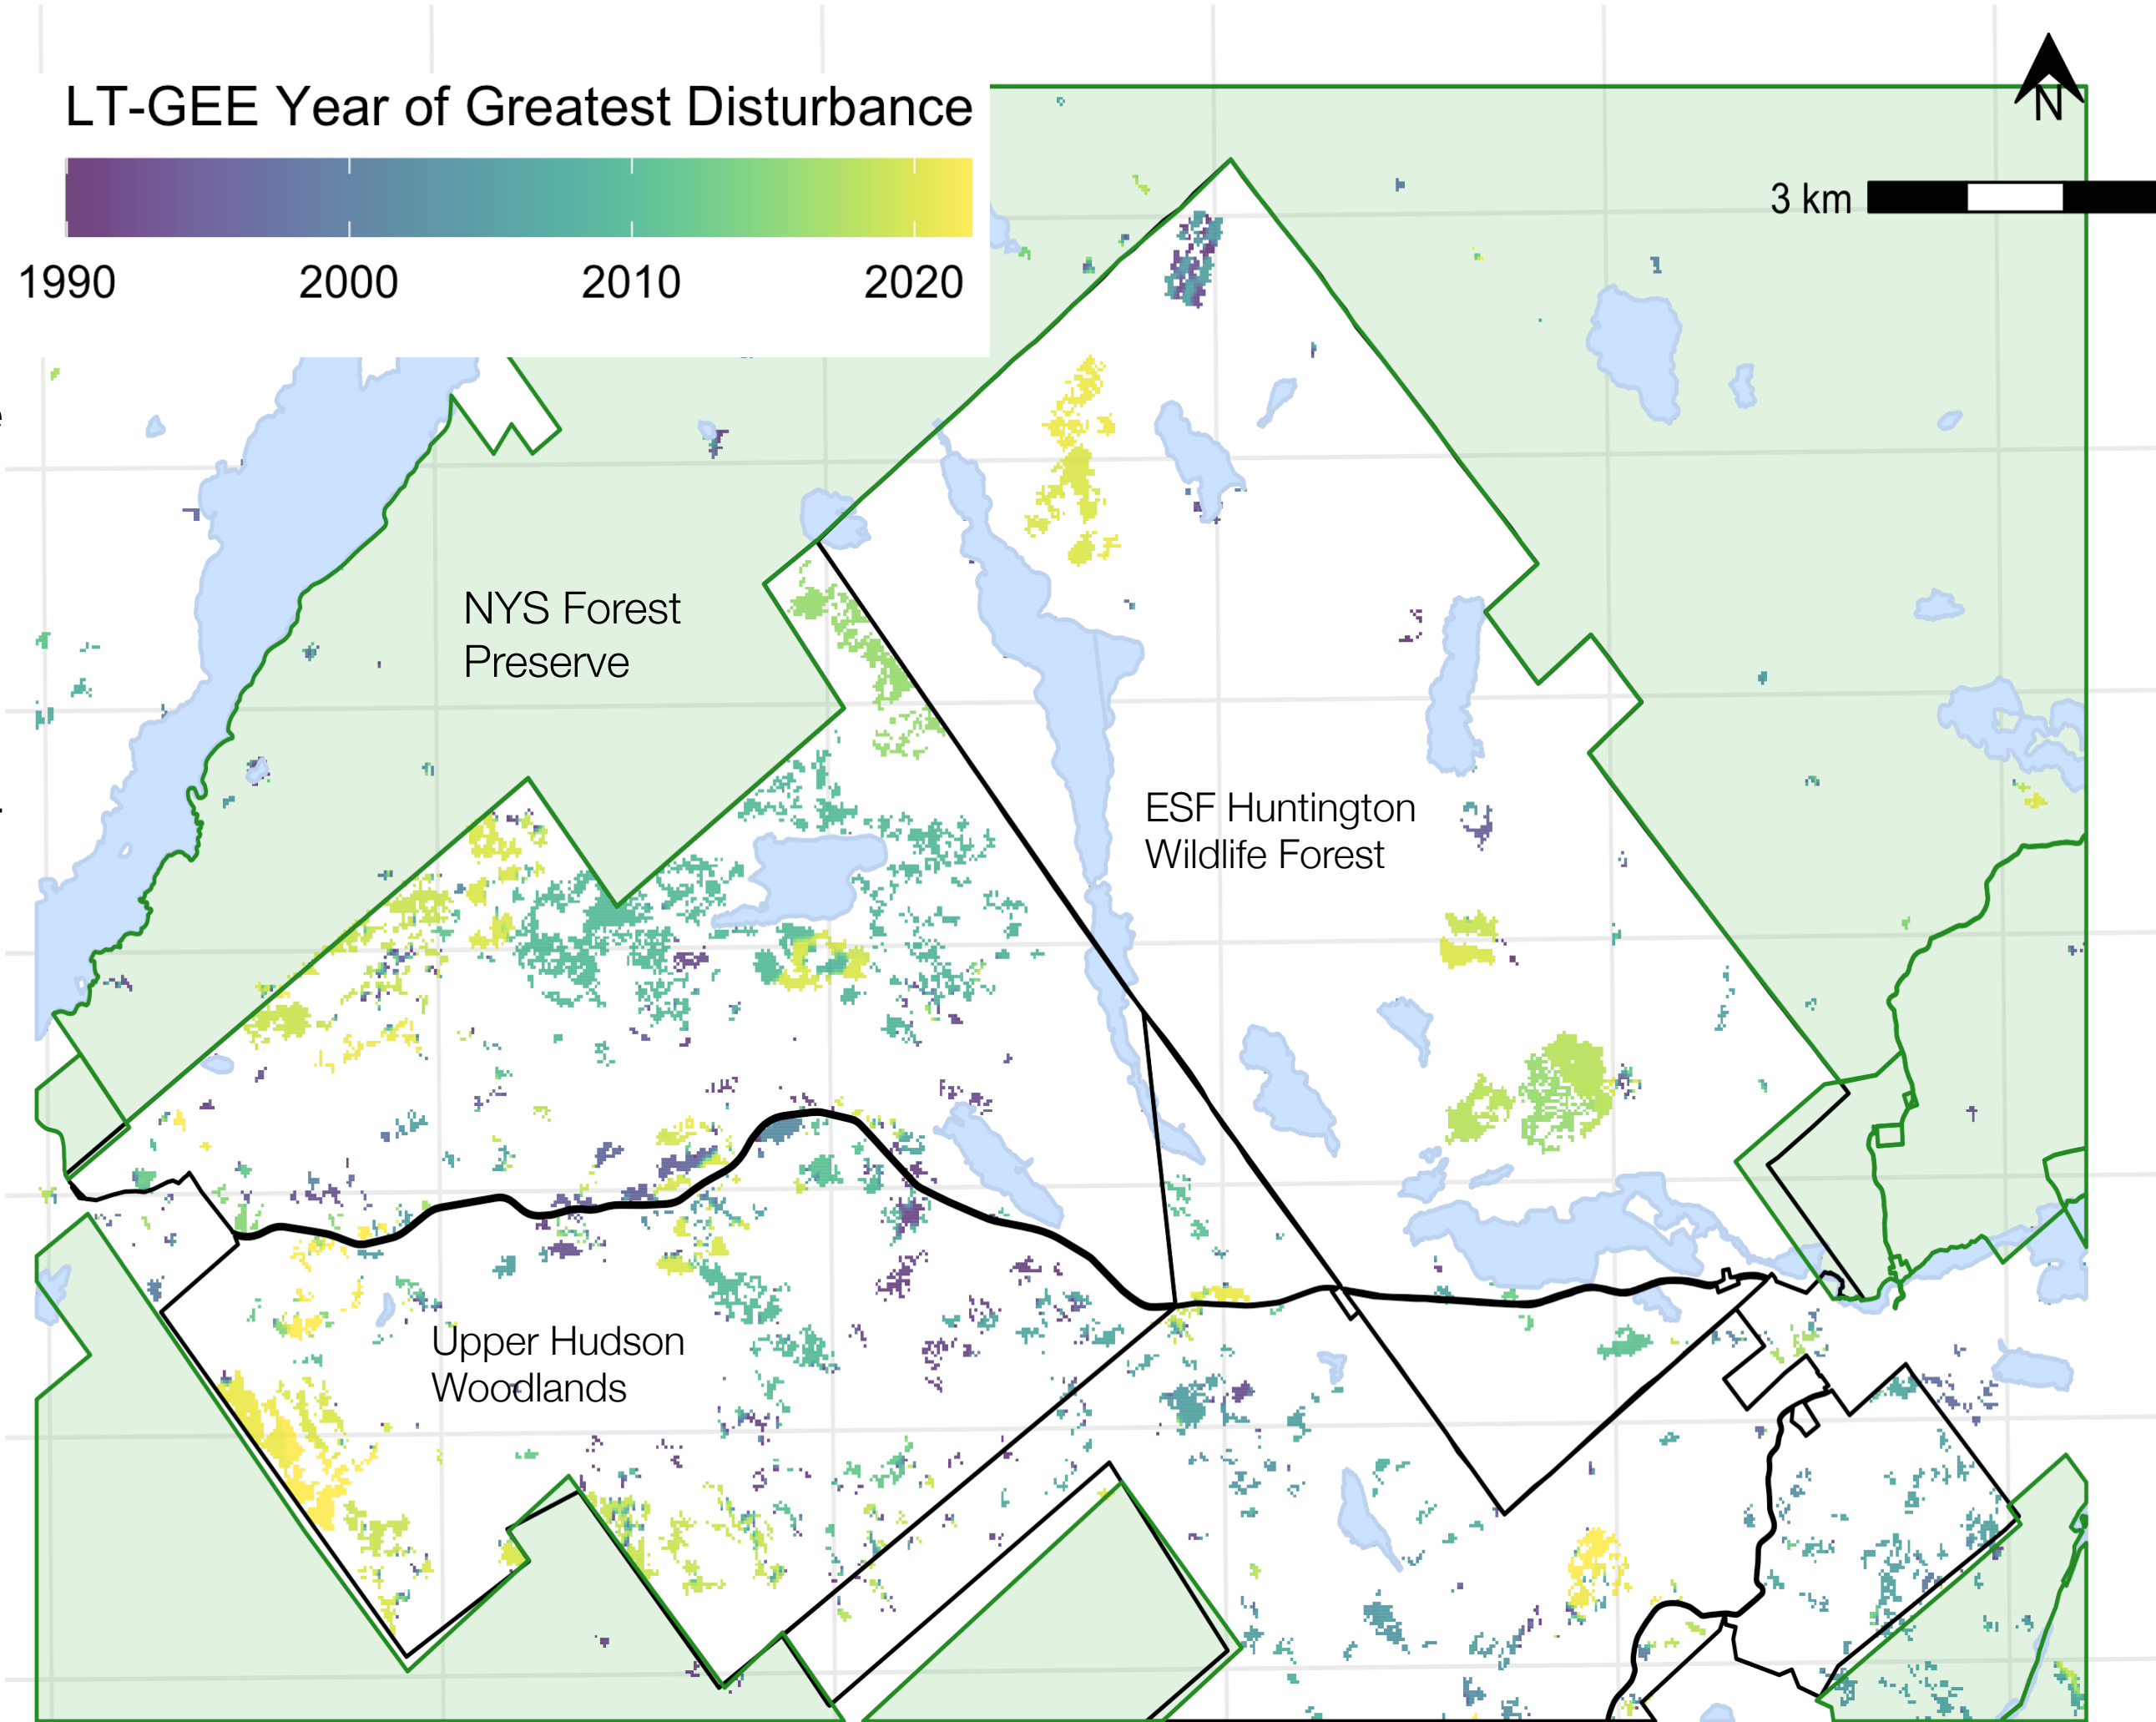 LT-GEE Year of Greatest Disturbance
1990 2000 2010 2020
N
3 km
NYS Forest
Preserve
ESF Huntington
Wildlife Forest
Upper Hudson
Woodlands